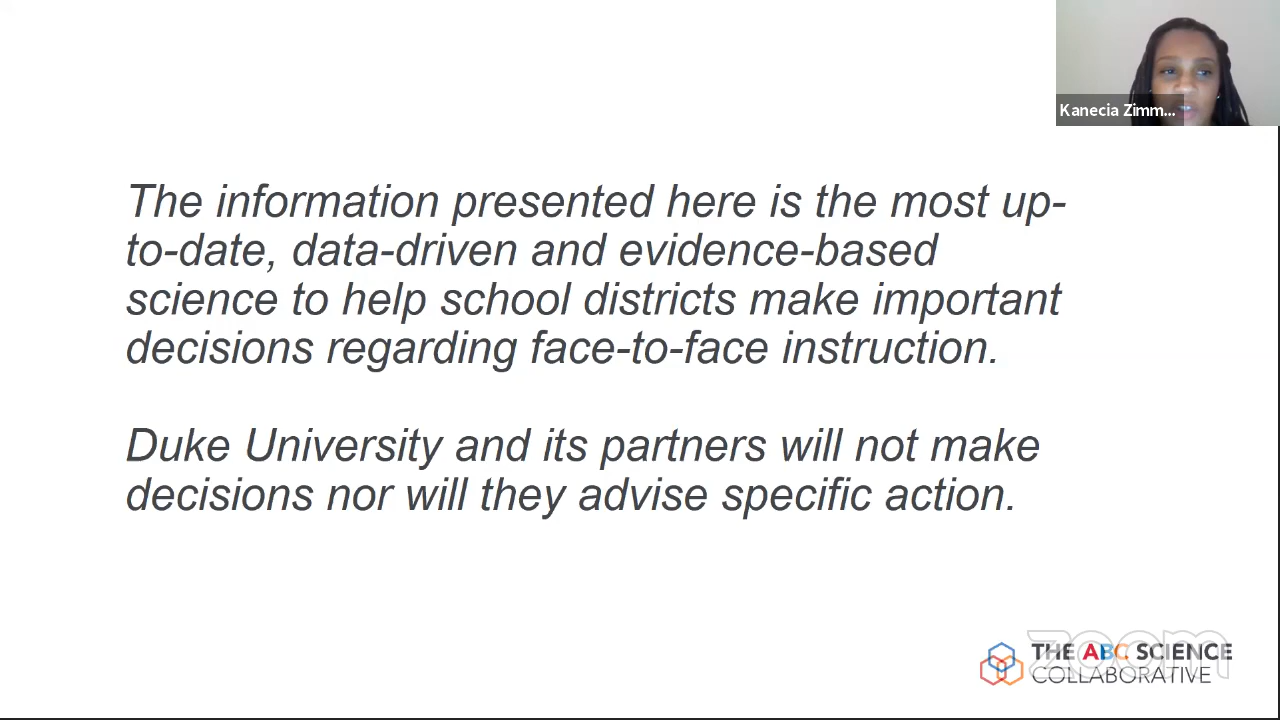 Kanecia Zimm...
The information presented here is the most up-
to-date, data-driven and evidence-based
science to help school districts make important
decisions regarding face-to-face instruction.
Duke University and its partners will not make
decisions nor will they advise specific action.
zoom
THE ABC SCIENCE
COLLABORATIVE